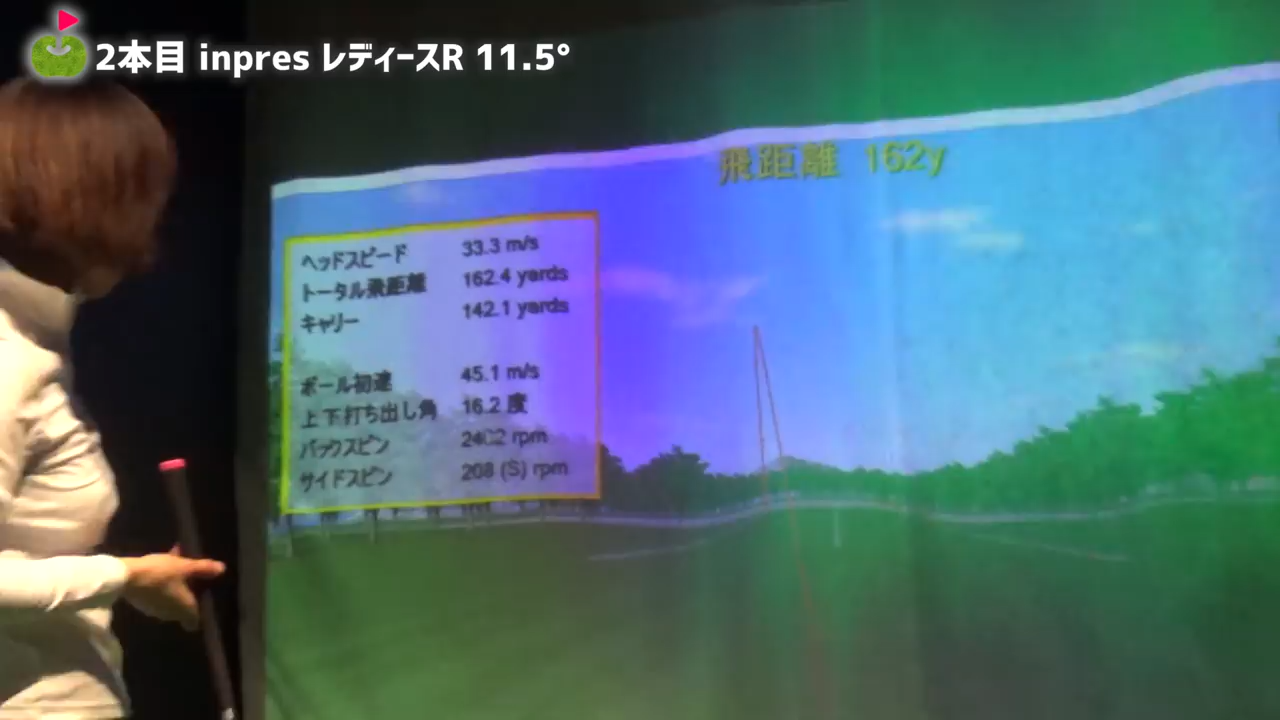 2本目 inpres レディースR 11.5°
飛距離 162y
ヘッドスピード 33.3 m/s
トータル飛距離 162.4 yards
キャリー 142.1 yards
ボール初速 45.1 m/s
上下打ち出し角 16.2 度
バックスピン 2402 rpm
サイドスピン 208 (S) rpm